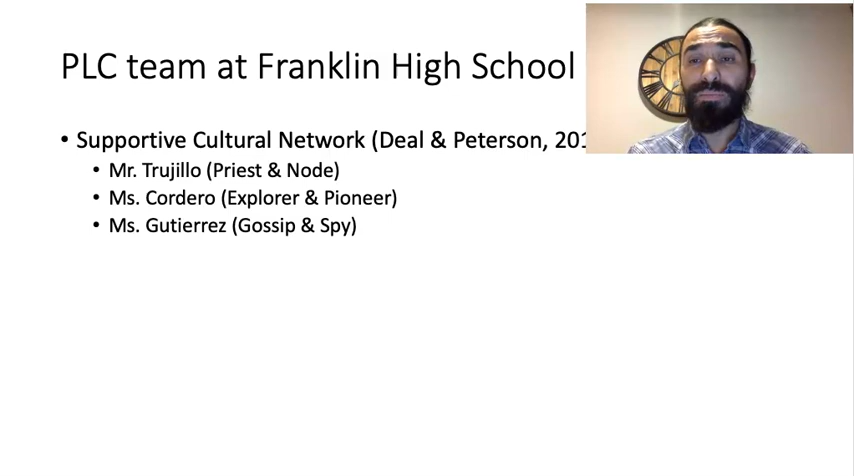 PLC team at Franklin High School
• Supportive Cultural Network (Deal & Peterson, 201
• Mr. Trujillo (Priest & Node)
• Ms. Cordero (Explorer & Pioneer)
• Ms. Gutierrez (Gossip & Spy)